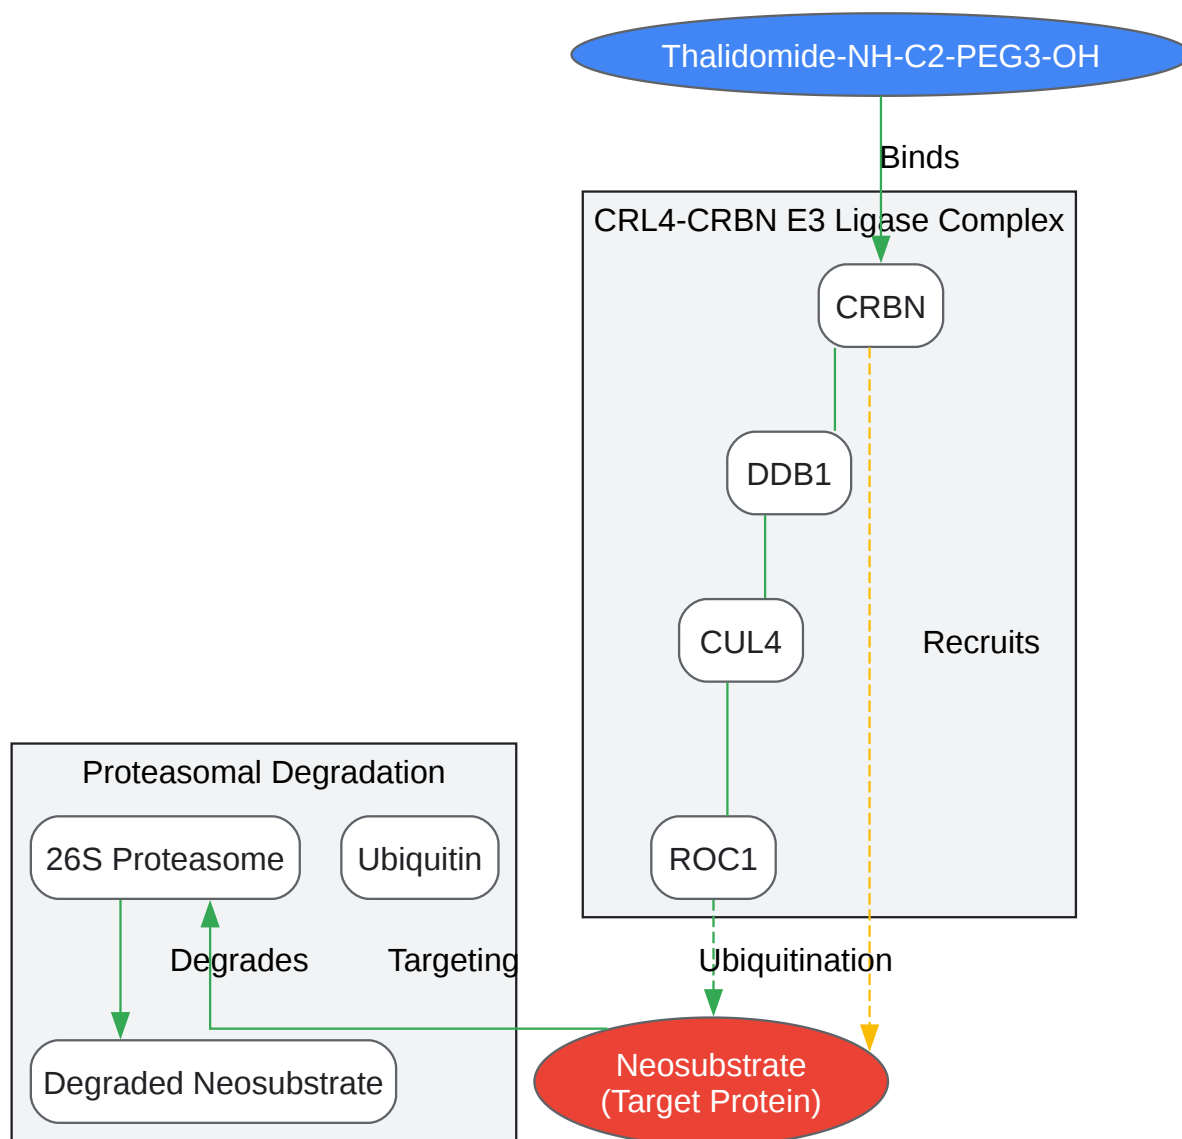 Thalidomide-NH-C2-PEG3-OH
Binds
CRL4-CRBN E3 Ligase Complex
CRBN
DDB1
CUL4
Recruits
Proteasomal Degradation
26S Proteasome
Ubiquitin
ROC1
Degrades
Targeting
Ubiquitination
Degraded Neosubstrate
Neosubstrate
(Target Protein)